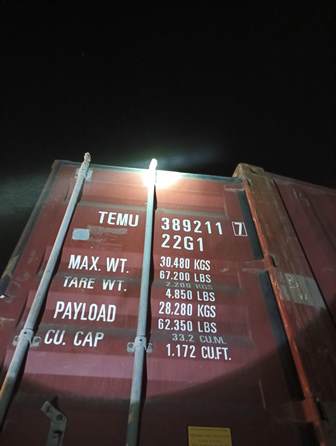 TEMU 389211 7
22G1
MAX. WT. 30.480 KGS
67.200 LBS
TARE WT. 2.200 KGS
4.850 LBS
PAYLOAD 28.280 KGS
62.350 LBS
CU. CAP 33.2 CU.M.
1.172 CU.FT.